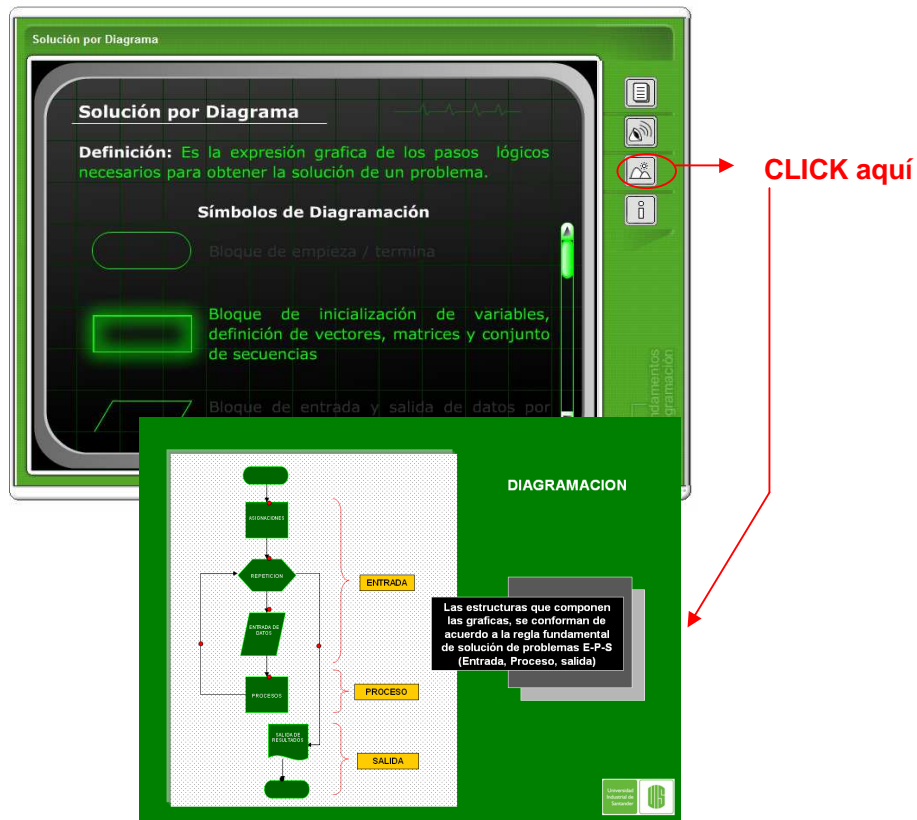 Solución por Diagrama
Solución por Diagrama
Definición: Es la expresión grafica de los pasos lógicos
necesarios para obtener la solución de un problema.
Símbolos de Diagramación
Bloque de empieza / termina
Bloque de inicialización de variables,
definición de vectores, matrices y conjunto
de secuencias
Bloque de entrada y salida de datos por
CLICK aquí
DIAGRAMACION
ASIGNACIONES
REPETICION
ENTRADA DE
DATOS
PROCESOS
SALIDA DE
RESULTADOS
ENTRADA
PROCESO
SALIDA
Las estructuras que componen
las graficas, se conforman de
acuerdo a la regla fundamental
de solución de problemas E-P-S
(Entrada, Proceso, salida)
Universidad
Industrial de
Santander